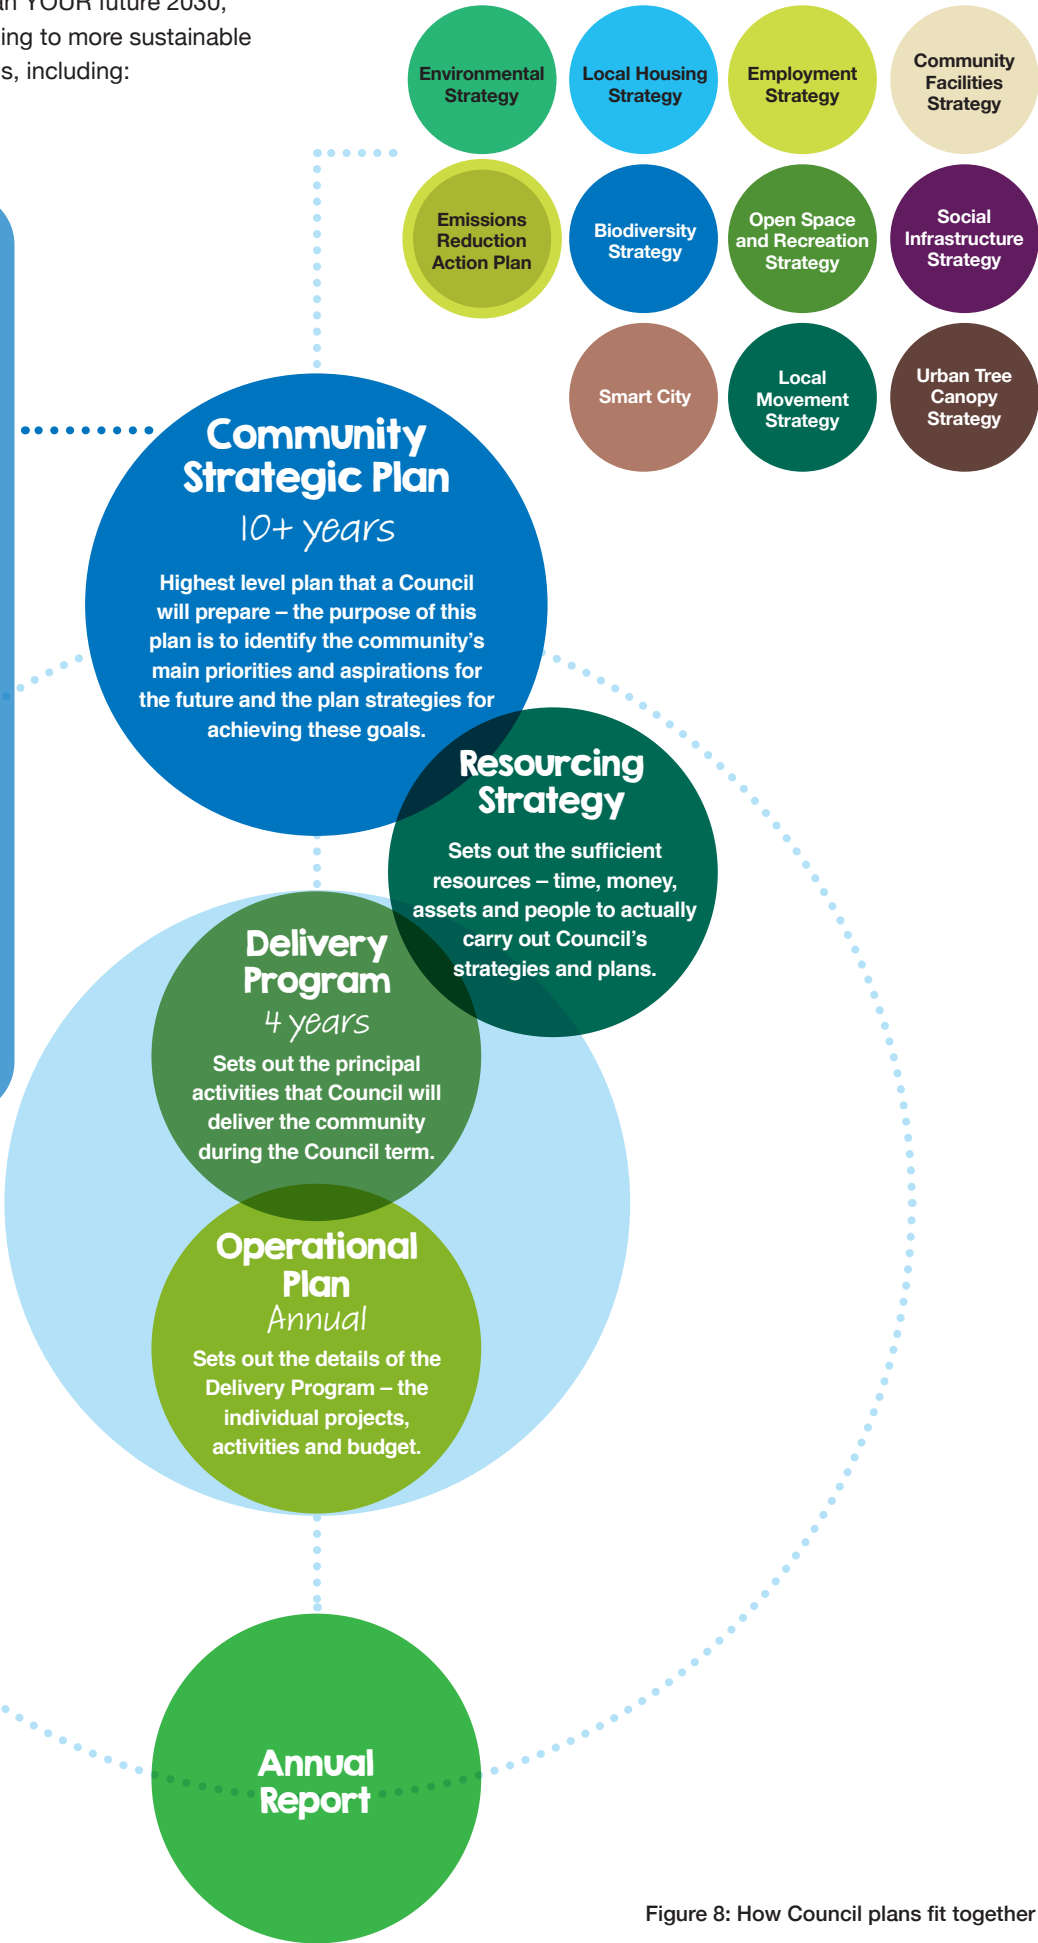 YOUR future 2030,
to more sustainable
including:
Environmental
Strategy
Local Housing
Strategy
Employment
Strategy
Community
Facilities
Strategy
Emissions
Reduction
Action Plan
Biodiversity
Strategy
Open Space
and Recreation
Strategy
Social
Infrastructure
Strategy
Smart City
Local
Movement
Strategy
Urban Tree
Canopy
Strategy
Community
Strategic Plan
10+ years
Highest level plan that a Council
will prepare – the purpose of this
plan is to identify the community’s
main priorities and aspirations for
the future and the plan strategies for
achieving these goals.
Resourcing
Strategy
Sets out the sufficient
resources – time, money,
assets and people to actually
carry out Council’s
strategies and plans.
Delivery
Program
4 years
Sets out the principal
activities that Council will
deliver the community
during the Council term.
Operational
Plan
Annual
Sets out the details of the
Delivery Program – the
individual projects,
activities and budget.
Annual
Report
Figure 8: How Council plans fit together